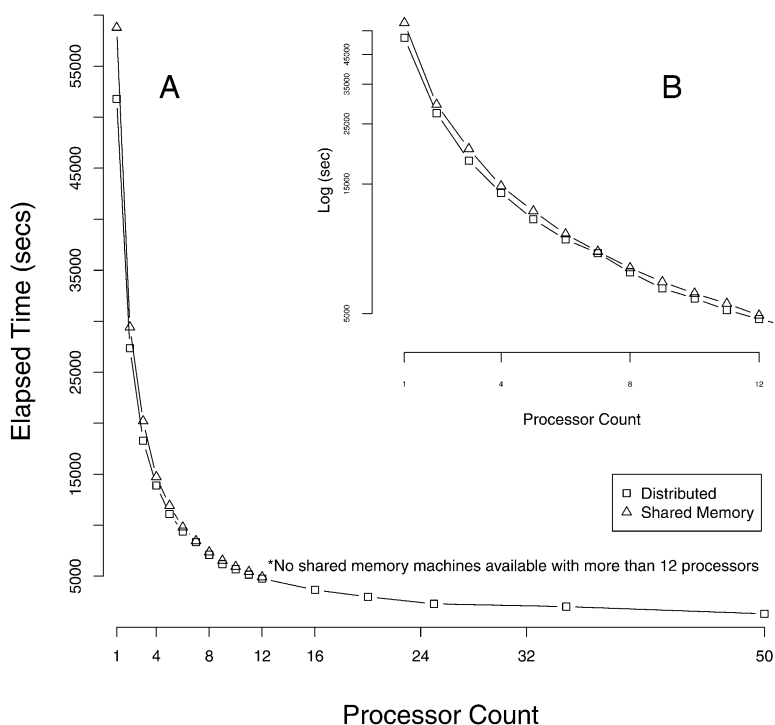 A
B
Elapsed Time (secs)
55000
45000
35000
25000
15000
5000
Log (sec)
45000
35000
25000
15000
5000
1
4
8
12
Processor Count
Distributed
Shared Memory
*No shared memory machines available with more than 12 processors
1
4
8
12
16
24
32
50
Processor Count